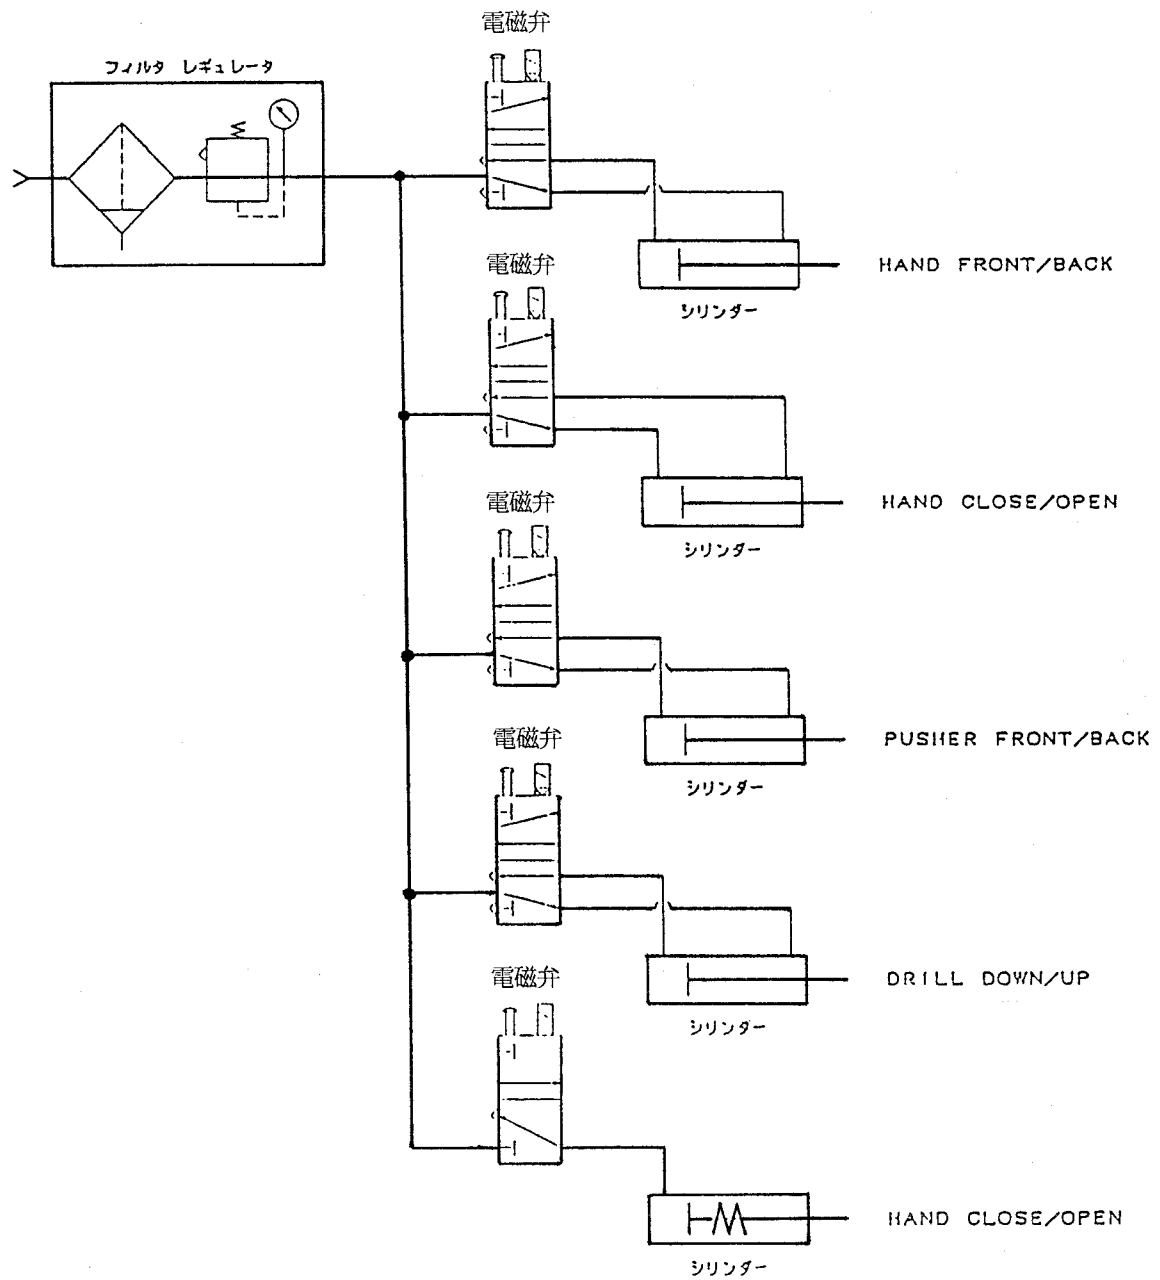 電磁弁
フィルタ レギュレータ
HAND FRONT/BACK
シリンダー
電磁弁
HAND CLOSE/OPEN
シリンダー
電磁弁
PUSHER FRONT/BACK
シリンダー
電磁弁
DRILL DOWN/UP
シリンダー
電磁弁
HAND CLOSE/OPEN
シリンダー